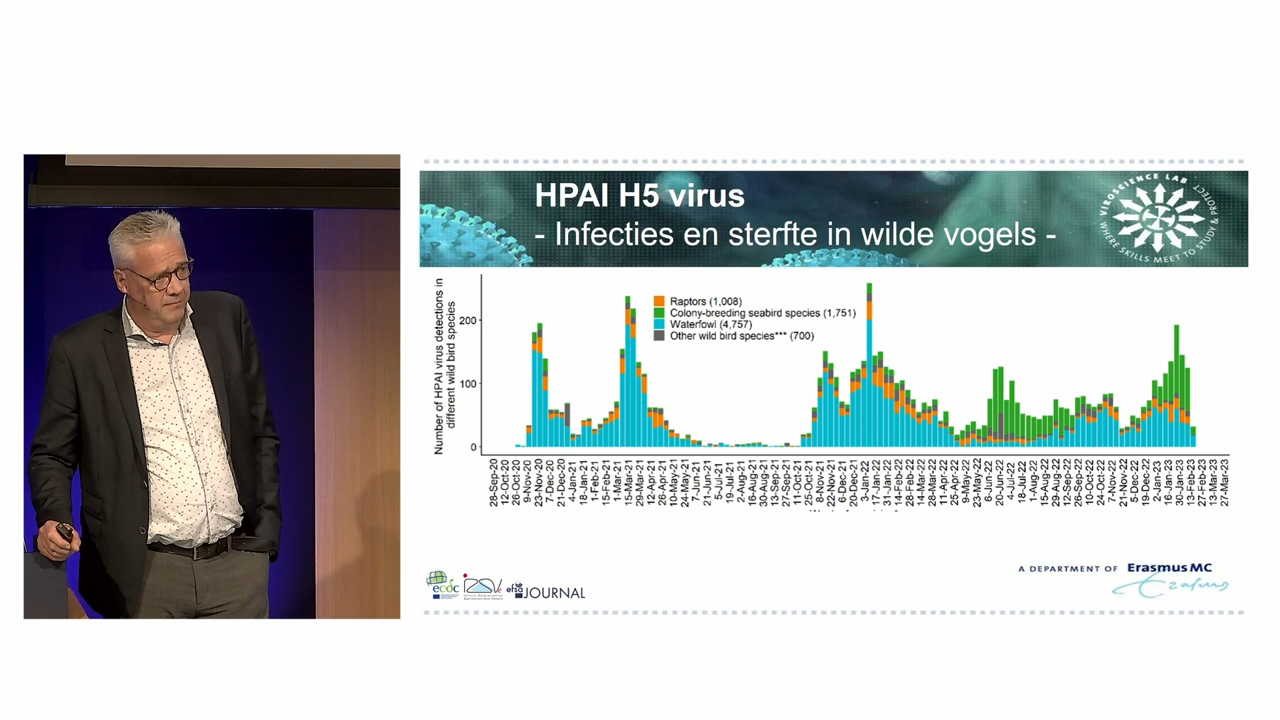 HPAI H5 virus
- Infecties en sterfte in wilde vogels -
VIROSCIENCE LAB
WHERE SKILLS MEET TO STUDY & PROTECT
Number of HPAI virus detections in
different wild bird species
200
100
0
Raptors (1,008)
Colony-breeding seabird species (1,751)
Waterfowl (4,757)
Other wild bird species*** (700)
28-Sep-20
12-Oct-20
26-Oct-20
9-Nov-20
23-Nov-20
7-Dec-20
21-Dec-20
4-Jan-21
18-Jan-21
1-Feb-21
15-Feb-21
1-Mar-21
15-Mar-21
29-Mar-21
12-Apr-21
26-Apr-21
10-May-21
24-May-21
7-Jun-21
21-Jun-21
5-Jul-21
19-Jul-21
2-Aug-21
16-Aug-21
30-Aug-21
13-Sep-21
27-Sep-21
11-Oct-21
25-Oct-21
8-Nov-21
22-Nov-21
6-Dec-21
20-Dec-21
3-Jan-22
17-Jan-22
31-Jan-22
14-Feb-22
28-Feb-22
14-Mar-22
28-Mar-22
11-Apr-22
25-Apr-22
9-May-22
23-May-22
6-Jun-22
20-Jun-22
4-Jul-22
18-Jul-22
1-Aug-22
15-Aug-22
29-Aug-22
12-Sep-22
26-Sep-22
10-Oct-22
24-Oct-22
7-Nov-22
21-Nov-22
5-Dec-22
19-Dec-22
2-Jan-23
16-Jan-23
30-Jan-23
13-Feb-23
27-Feb-23
13-Mar-23
27-Mar-23
ecdc
efsa JOURNAL
A DEPARTMENT OF Erasmus MC
Erasmus